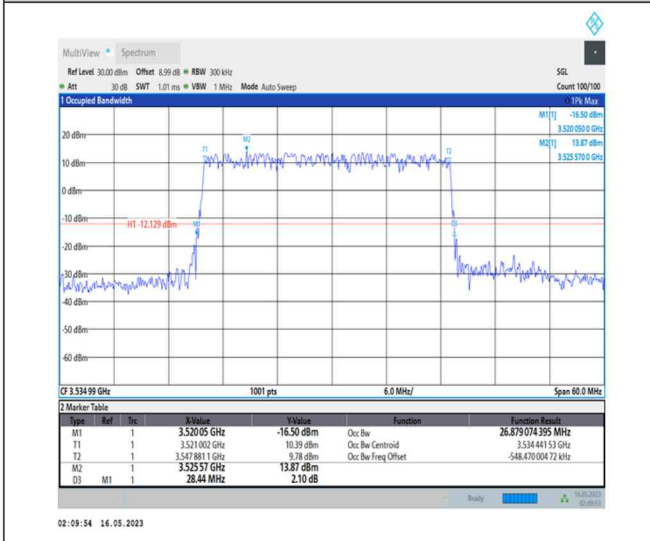 MultiView Spectrum
Ref Level 30.00 dBm Offset 8.99 dB RBW 300 kHz SGL
Att 30 dB SWT 1.01 ms VBW 1 MHz Mode Auto Sweep Count 100/100
1 Occupied Bandwidth 1Pk Max
M1[1] -16.50 dBm
3.520 050 0 GHz
M2[1] 13.87 dBm
3.525 570 0 GHz
20 dBm
M2
T1 T2
10 dBm
0 dBm
-10 dBm
H1 -12.129 dBm M1 D3
-20 dBm
-30 dBm
-40 dBm
-50 dBm
-60 dBm
CF 3.534 99 GHz 1001 pts 6.0 MHz/ Span 60.0 MHz
2 Marker Table
Type Ref Trc X-Value Y-Value Function Function Result
M1 1 3.520 05 GHz -16.50 dBm Occ Bw 26.879 074 395 MHz
T1 1 3.521 002 GHz 10.39 dBm Occ Bw Centroid 3.534 441 53 GHz
T2 1 3.547 881 1 GHz 9.78 dBm Occ Bw Freq Offset -548.470 004 72 kHz
M2 1 3.525 57 GHz 13.87 dBm
D3 M1 1 28.44 MHz 2.10 dB
Ready 16.05.2023
02:09:53
02:09:54 16.05.2023